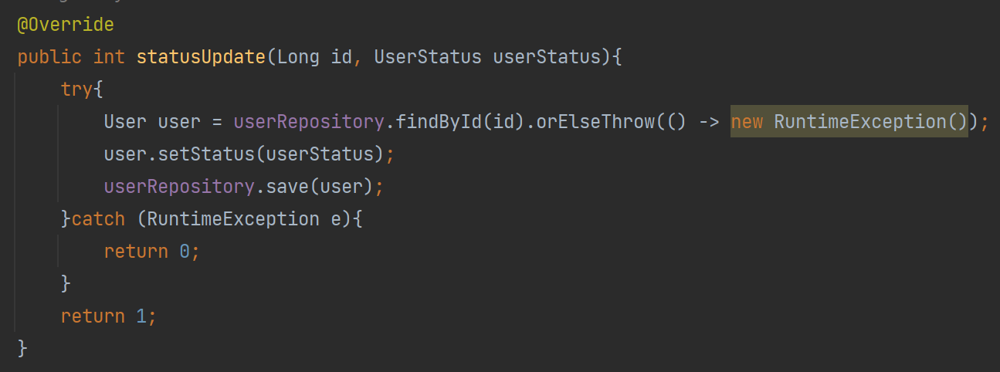 @Override
public int statusUpdate(Long id, UserStatus userStatus){
try{
User user = userRepository.findById(id).orElseThrow(() -> new RuntimeException());
user.setStatus(userStatus);
userRepository.save(user);
}catch (RuntimeException e){
return 0;
}
return 1;
}